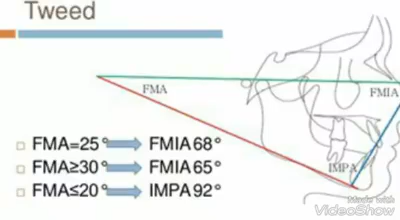 Tweed
FMA
FMIA
FMA=25° FMIA 68°
FMA≥30° FMIA 65°
FMA≤20° IMPA 92°
IMPA
Made with
VideoShow